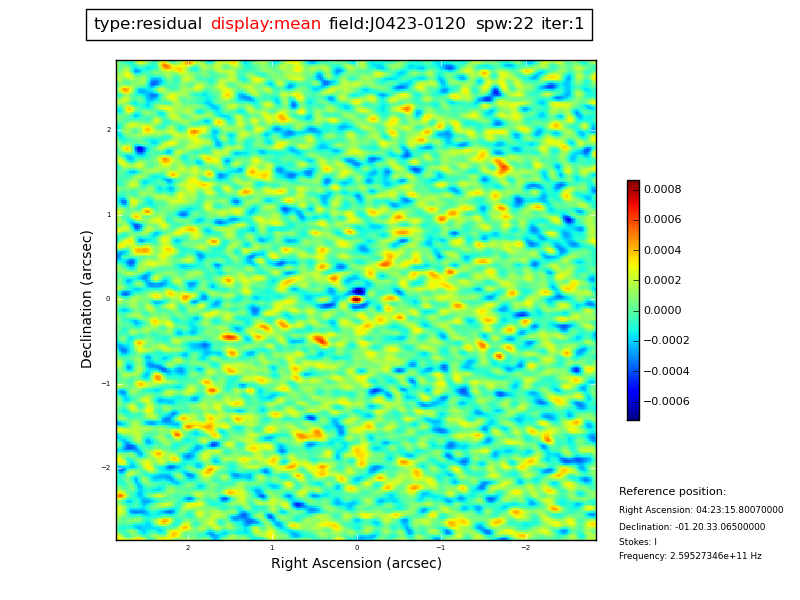 type:residual display:mean field:J0423-0120 spw:22 iter:1
2
1
0
−1
−2
Declination (arcsec)
2 1 0 −1 −2
Right Ascension (arcsec)
0.0008
0.0006
0.0004
0.0002
0.0000
−0.0002
−0.0004
−0.0006
Reference position:
Right Ascension: 04:23:15.80070000
Declination: -01.20.33.06500000
Stokes: I
Frequency: 2.59527346e+11 Hz